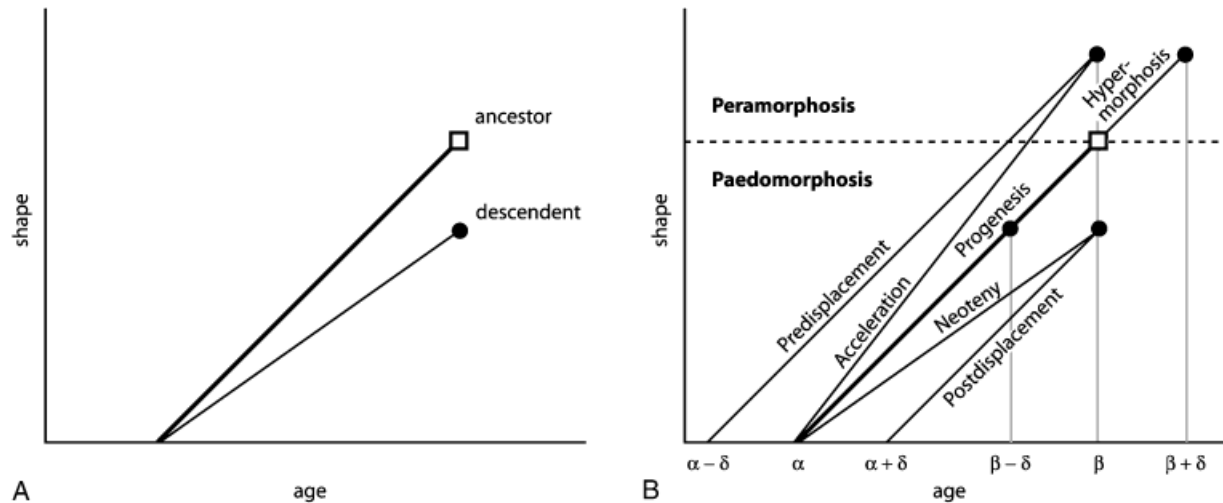 ancestor
descendent
shape
A
age
Peramorphosis
Paedomorphosis
Hyper-
morphosis
Progenesis
Predisplacement
Acceleration
Neoteny
Postdisplacement
shape
α − δ
α
α + δ
β − δ
β
β + δ
B
age